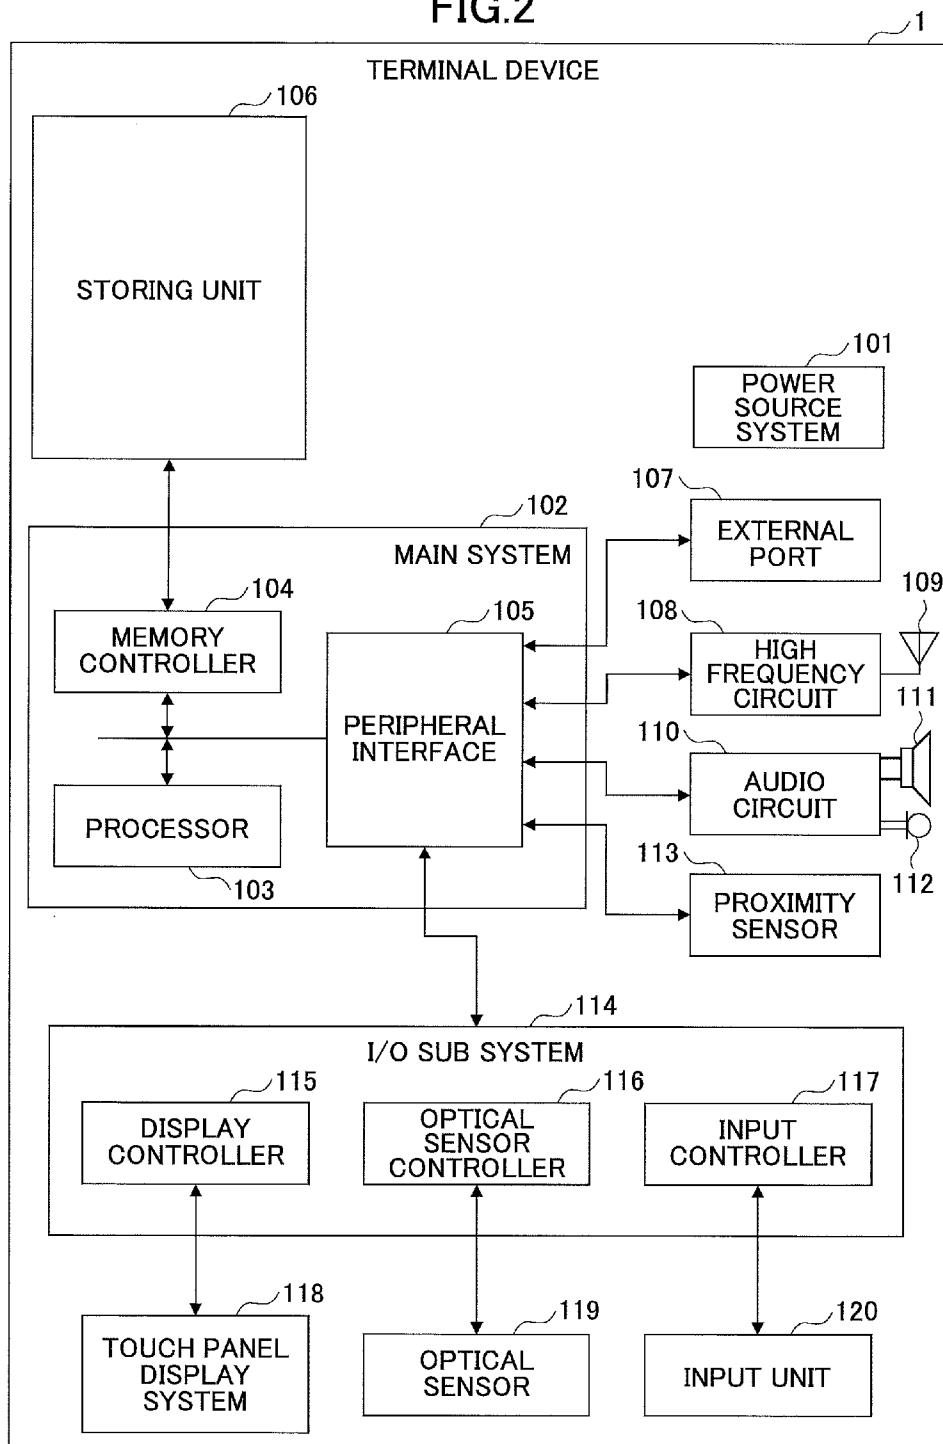 FIG.2
1
TERMINAL DEVICE
106
STORING UNIT
101
POWER
SOURCE
SYSTEM
107
EXTERNAL
PORT
102
MAIN SYSTEM
104
MEMORY
CONTROLLER
105
PERIPHERAL
INTERFACE
108
HIGH
FREQUENCY
CIRCUIT
109
111
110
AUDIO
CIRCUIT
112
PROCESSOR
103
113
PROXIMITY
SENSOR
114
I/O SUB SYSTEM
115
DISPLAY
CONTROLLER
116
OPTICAL
SENSOR
CONTROLLER
117
INPUT
CONTROLLER
118
TOUCH PANEL
DISPLAY
SYSTEM
119
OPTICAL
SENSOR
120
INPUT UNIT